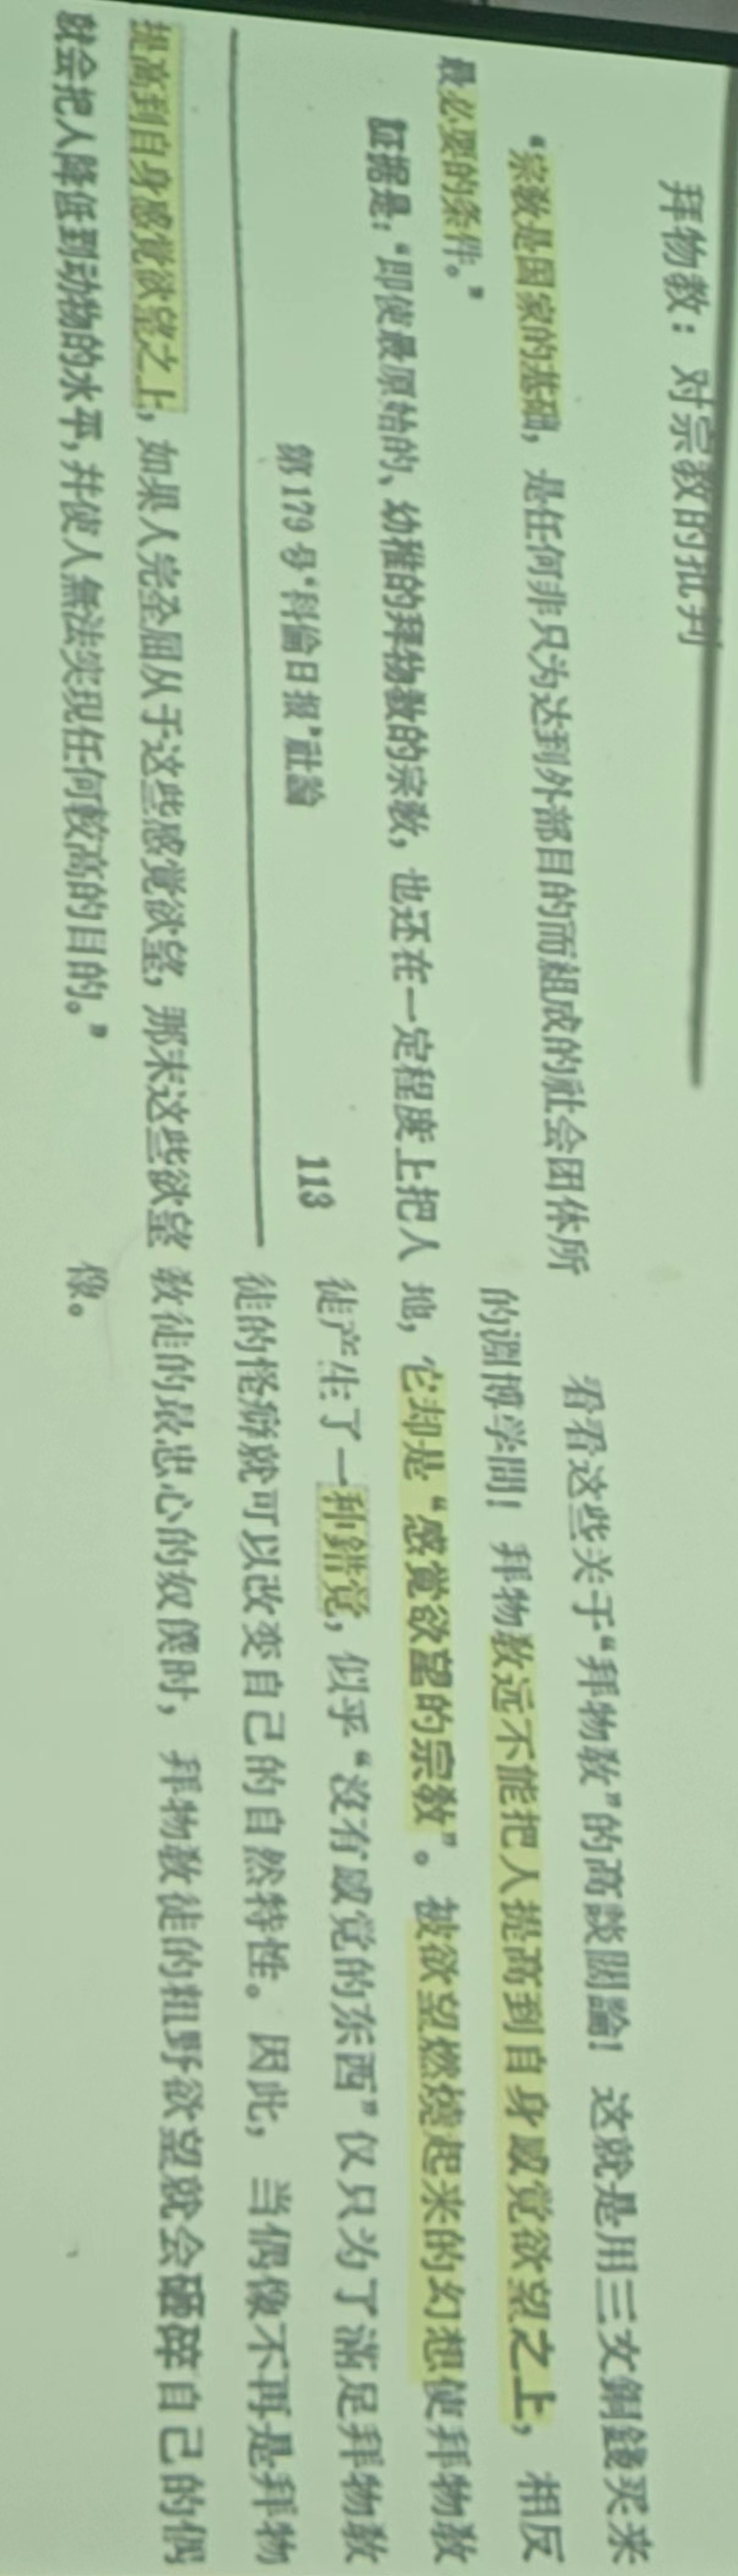 拜物教：对宗教的批判
“宗教是国家的基础，是任何非只为达到外部目的而組成的社会团体所
最必要的条件。”
証据是：“即使最原始的、幼稚的拜物教的宗教，也还在一定程度上把人
第179号“科倫日报”社論 113
提高到自身感覚欲望之上，如果人完全屈从于这些感覚欲望，那末这些欲望
就会把人降低到动物的水平，并使人無法实現任何較高的目的。”
看看这些关于“拜物教”的高談闊論！这就是用三文銅錢买来
的淵博学問！拜物教远不能把人提高到自身感覚欲望之上，相反
地，它却是“感覚欲望的宗教”。被欲望燃燒起来的幻想使拜物教
徒产生了一种錯覚，似乎“沒有感覚的东西”仅只为了滿足拜物教
徒的怪癖就可以改变自己的自然特性。因此，当偶像不再是拜物
教徒的最忠心的奴僕时，拜物教徒的粗野欲望就会砸碎自己的偶
像。